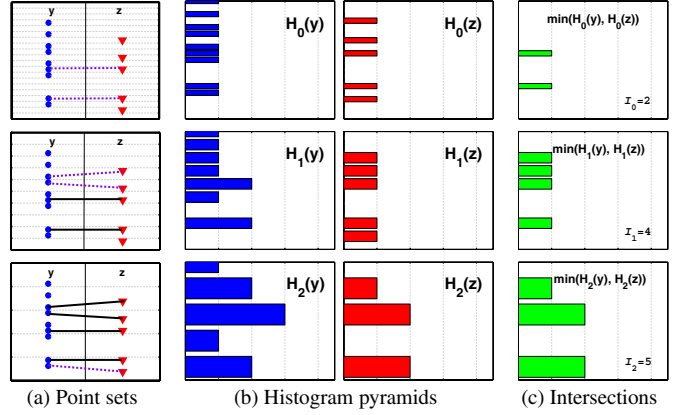 y z H₀(y) H₀(z) min(H₀(y), H₀(z))
I₀=2
y z H₁(y) H₁(z) min(H₁(y), H₁(z))
I₁=4
y z H₂(y) H₂(z) min(H₂(y), H₂(z))
I₂=5
(a) Point sets (b) Histogram pyramids (c) Intersections